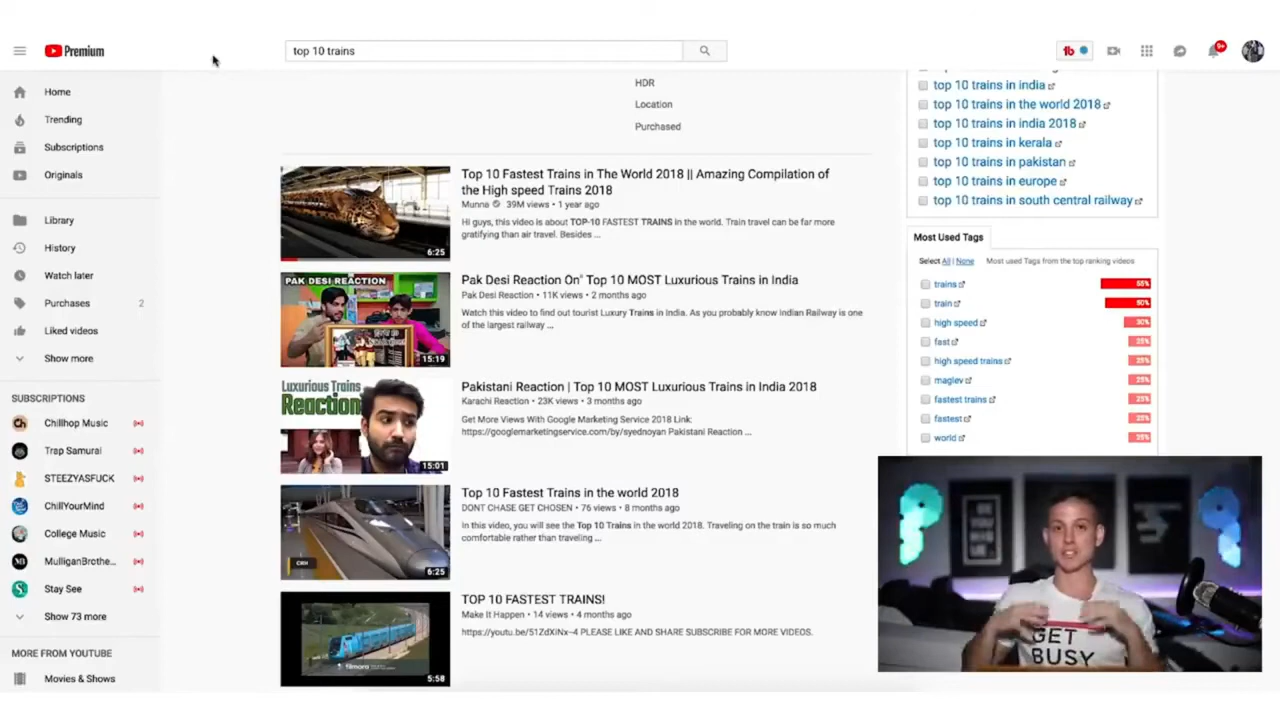 Premium
top 10 trains
tb
9+
Home
Trending
Subscriptions
Originals
Library
History
Watch later
Purchases 2
Liked videos
Show more
SUBSCRIPTIONS
Chillhop Music
Trap Samurai
STEEZYASFUCK
ChillYourMind
College Music
MulliganBrothe...
Stay See
Show 73 more
MORE FROM YOUTUBE
Movies & Shows
HDR
Location
Purchased
Top 10 Fastest Trains in The World 2018 || Amazing Compilation of
the High speed Trains 2018
Munna 39M views • 1 year ago
Hi guys, this video is about TOP-10 FASTEST TRAINS in the world. Train travel can be far more
gratifying than air travel. Besides ...
6:25
PAK DESI REACTION
15:19
Pak Desi Reaction On" Top 10 MOST Luxurious Trains in India
Pak Desi Reaction • 11K views • 2 months ago
Watch this video to find out tourist Luxury Trains in India. As you probably know Indian Railway is one
of the largest railway ...
Luxurious Trains
Reaction
15:01
Pakistani Reaction | Top 10 MOST Luxurious Trains in India 2018
Karachi Reaction • 23K views • 3 months ago
Get More Views With Google Marketing Service 2018 Link:
https://googlemarketingservice.com/by/syednoyan Pakistani Reaction ...
CRH
6:25
Top 10 Fastest Trains in the world 2018
DONT CHASE GET CHOSEN • 76 views • 8 months ago
In this video, you will see the Top 10 Trains in the world 2018. Traveling on the train is so much
comfortable rather than traveling ...
filmora
5:58
TOP 10 FASTEST TRAINS!
Make It Happen • 14 views • 4 months ago
https://youtu.be/51ZdXiNx-4 PLEASE LIKE AND SHARE SUBSCRIBE FOR MORE VIDEOS.
top 10 trains in india
top 10 trains in the world 2018
top 10 trains in india 2018
top 10 trains in kerala
top 10 trains in pakistan
top 10 trains in europe
top 10 trains in south central railway
Most Used Tags
Select All | None Most used Tags from the top ranking videos
trains 55%
train 50%
high speed 30%
fast 25%
high speed trains 25%
maglev 25%
fastest trains 25%
fastest 25%
world 25%
GET
BUSY